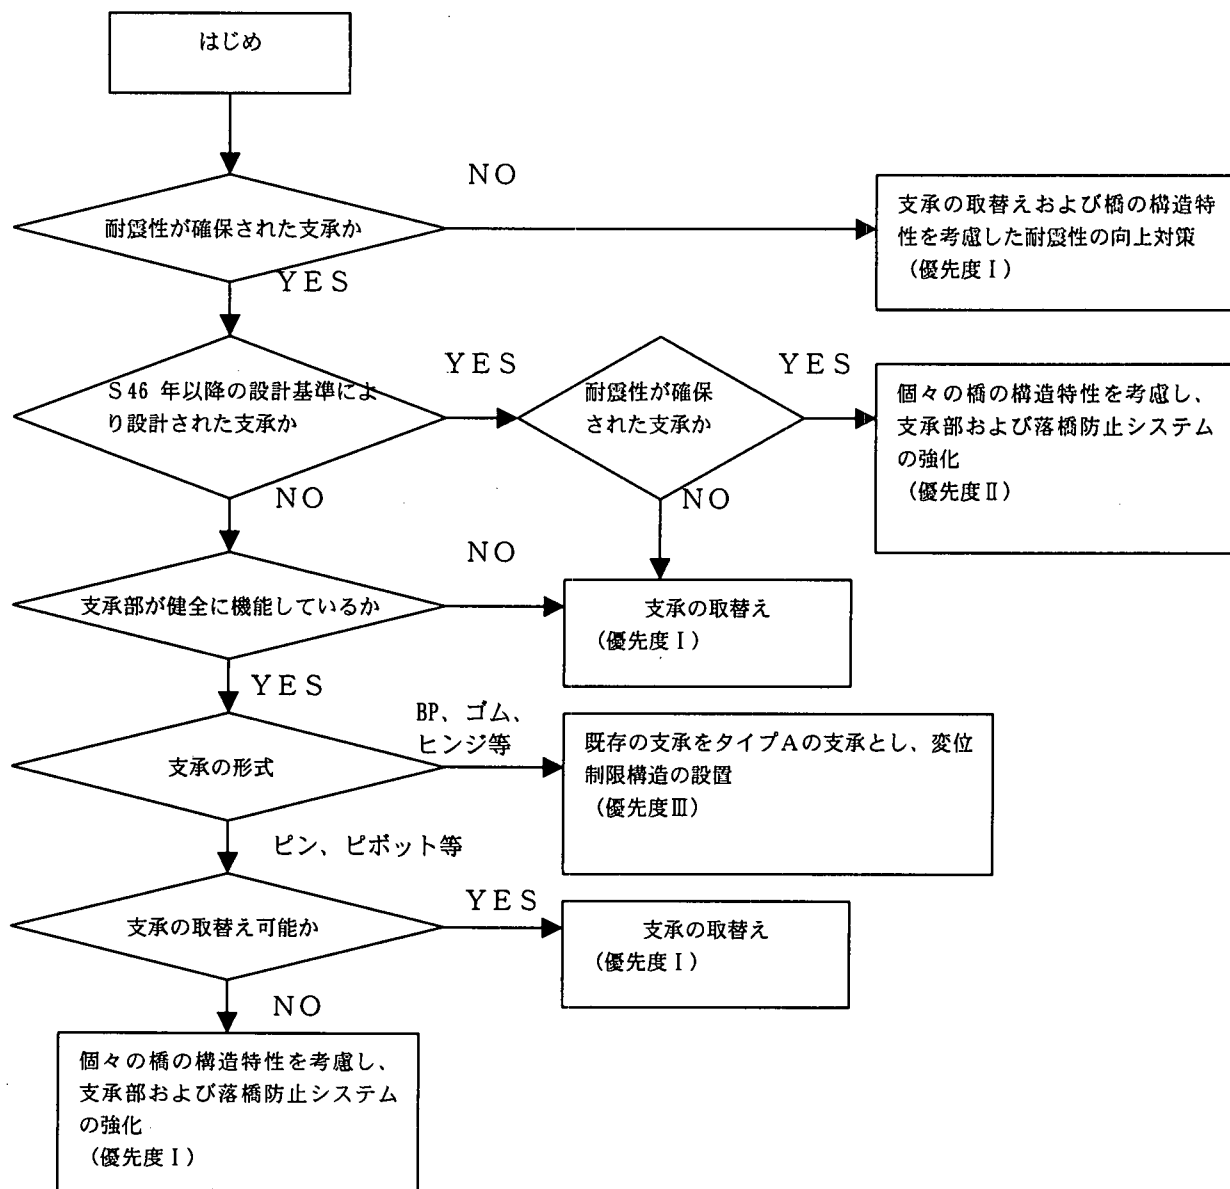 はじめ
NO
耐震性が確保された支承か
支承の取替えおよび橋の構造特
性を考慮した耐震性の向上対策
(優先度Ⅰ)
YES
S46 年以降の設計基準によ
り設計された支承か
YES
耐震性が確保
された支承か
YES
個々の橋の構造特性を考慮し、
支承部および落橋防止システム
の強化
(優先度Ⅱ)
NO
NO
NO
支承部が健全に機能しているか
支承の取替え
(優先度Ⅰ)
YES
BP、ゴム、
ヒンジ等
支承の形式
既存の支承をタイプAの支承とし、変位
制限構造の設置
(優先度Ⅲ)
ピン、ピボット等
YES
支承の取替え可能か
支承の取替え
(優先度Ⅰ)
NO
個々の橋の構造特性を考慮し、
支承部および落橋防止システム
の強化
(優先度Ⅰ)